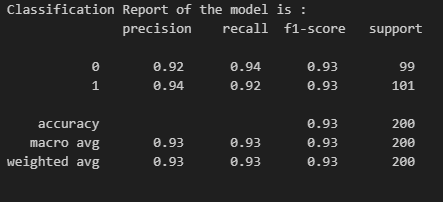 Classification Report of the model is :
precision recall f1-score support
0 0.92 0.94 0.93 99
1 0.94 0.92 0.93 101
accuracy 0.93 200
macro avg 0.93 0.93 0.93 200
weighted avg 0.93 0.93 0.93 200